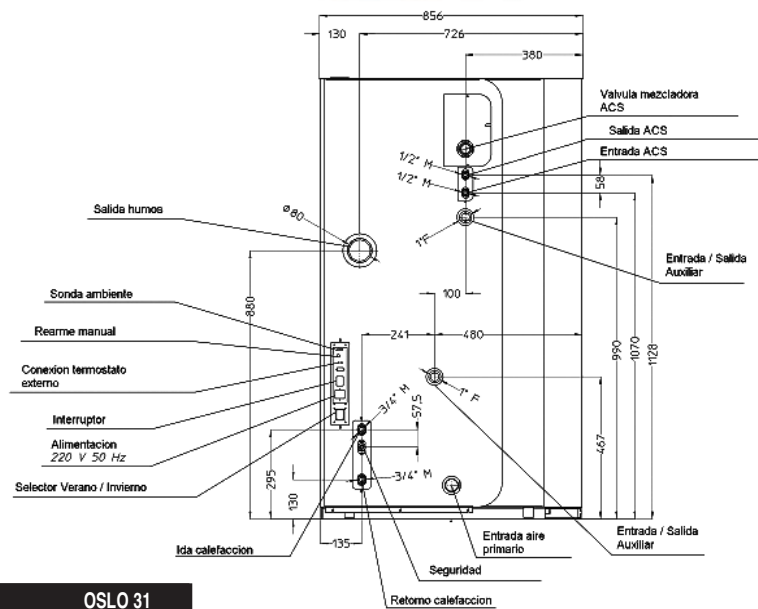 856
130
726
380
Valvula mezcladora
ACS
Salida ACS
Entrada ACS
1/2" M
1/2" M
58
Salida humos
Ø80
1"F
Entrada / Salida
Auxiliar
100
Sonda ambiente
880
241
480
990
1070
1128
Rearme manual
Conexion termostato
externo
3/4" M
1" F
57,5
Interruptor
467
Alimentacion
220 V 50 Hz
295
3/4" M
Selector Verano / Invierno
130
135
Entrada aire
primario
Entrada / Salida
Auxiliar
Ida calefaccion
Seguridad
OSLO 31
Retorno calefaccion